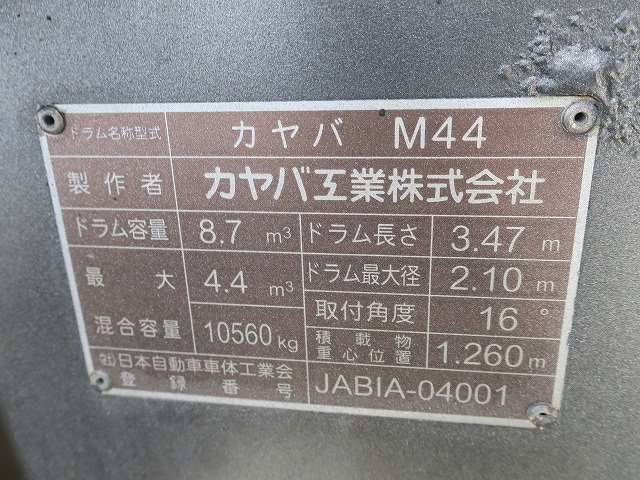 ドラム名称型式 カヤバ M44
製作者 カヤバ工業株式会社
ドラム容量 8.7 m³ ドラム長さ 3.47 m
最大 4.4 m³ ドラム最大径 2.10 m
混合容量 10560 kg 取付角度 16°
積載物
重心位置 1.260 m
㈳日本自動車車体工業会
登録番号 JABIA-04001